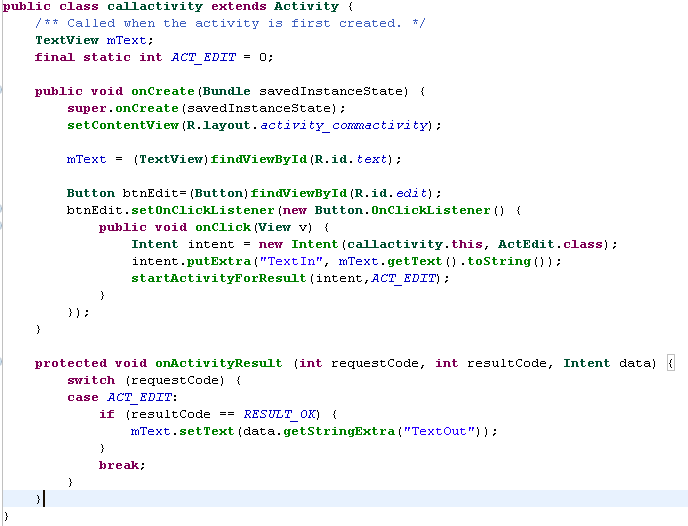 public class callactivity extends Activity {
    /** Called when the activity is first created. */
    TextView mText;
    final static int ACT_EDIT = 0;
    public void onCreate(Bundle savedInstanceState) {
        super.onCreate(savedInstanceState);
        setContentView(R.layout.activity_commactivity);
        mText = (TextView)findViewById(R.id.text);
        Button btnEdit=(Button)findViewById(R.id.edit);
        btnEdit.setOnClickListener(new Button.OnClickListener() {
            public void onClick(View v) {
                Intent intent = new Intent(callactivity.this, ActEdit.class);
                intent.putExtra("TextIn", mText.getText().toString());
                startActivityForResult(intent,ACT_EDIT);
            }
        });
    }
    protected void onActivityResult (int requestCode, int resultCode, Intent data) {
        switch (requestCode) {
        case ACT_EDIT:
            if (resultCode == RESULT_OK) {
                mText.setText(data.getStringExtra("TextOut"));
            }
            break;
        }
    }
}